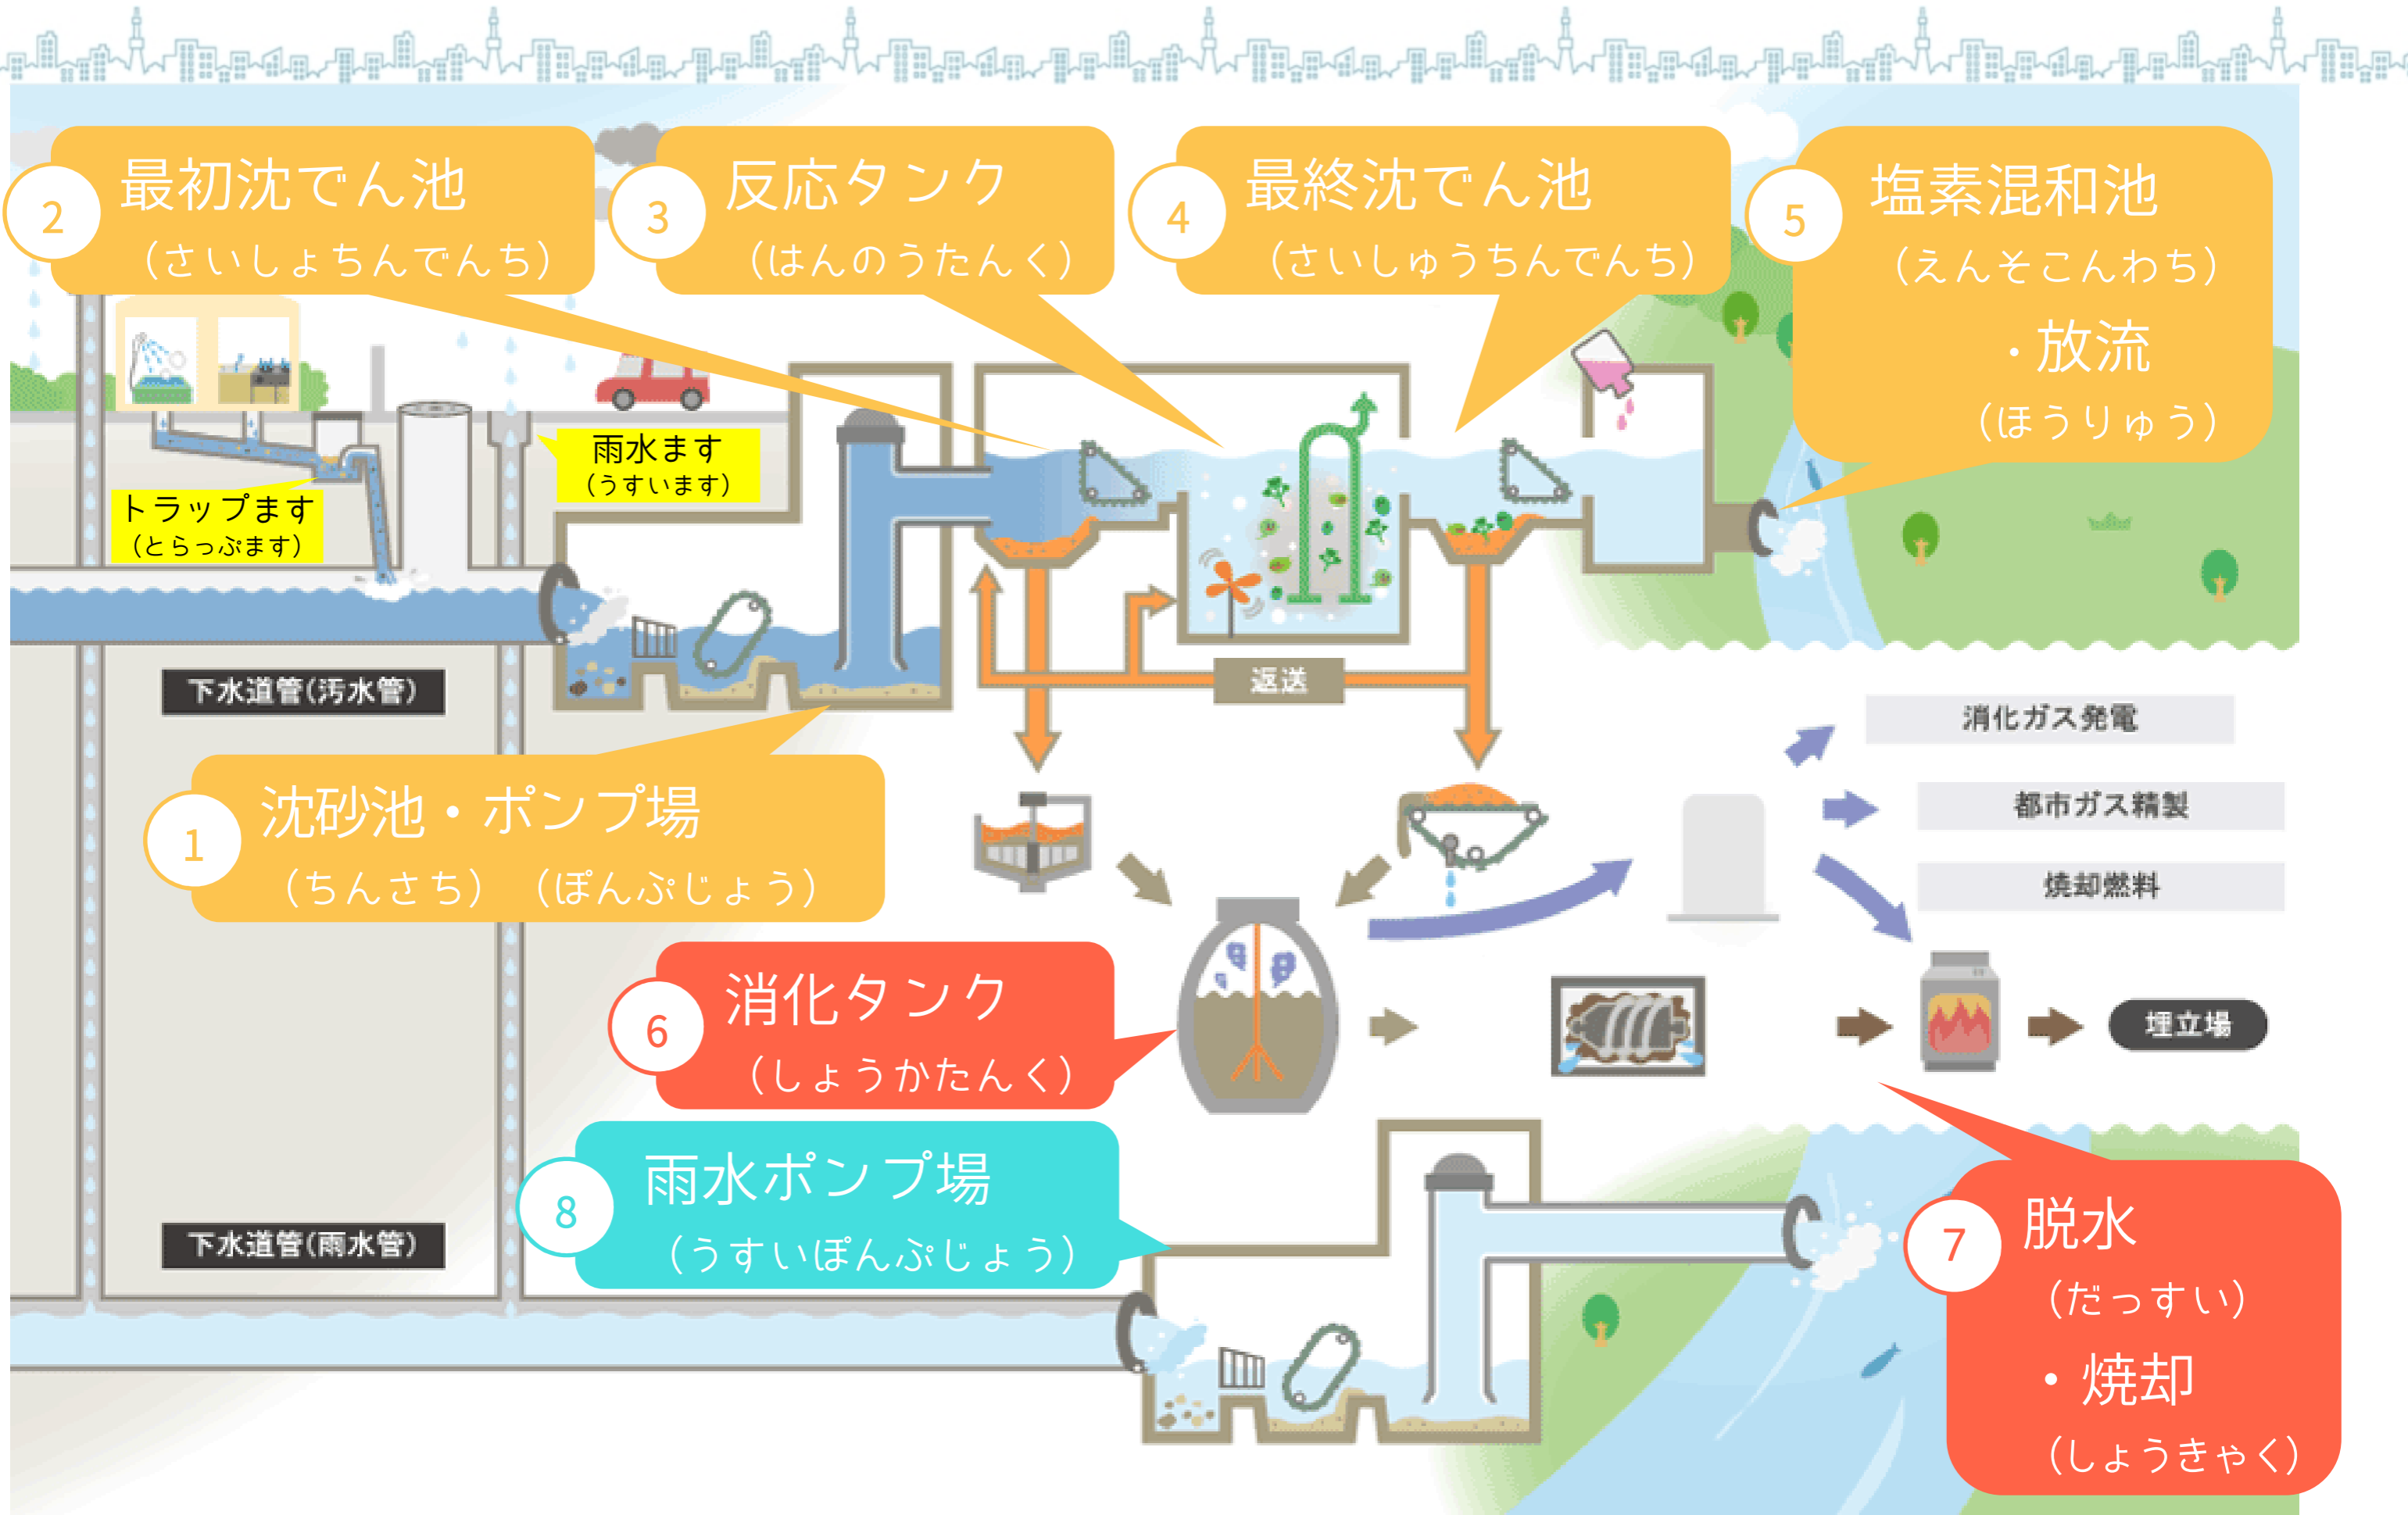 2
最初沈でん池
（さいしょちんでんち）
3
反応タンク
（はんのうたんく）
4
最終沈でん池
（さいしゅうちんでんち）
5
塩素混和池
（えんそこんわち）
・放流
（ほうりゅう）
雨水ます
（うすいます）
トラップます
（とらっぷます）
下水道管(汚水管)
返送
1
沈砂池・ポンプ場
（ちんさち）（ぽんぷじょう）
消化ガス発電
都市ガス精製
焼却燃料
6
消化タンク
（しょうかたんく）
埋立場
8
雨水ポンプ場
（うすいぽんぷじょう）
下水道管(雨水管)
7
脱水
（だっすい）
・焼却
（しょうきゃく）